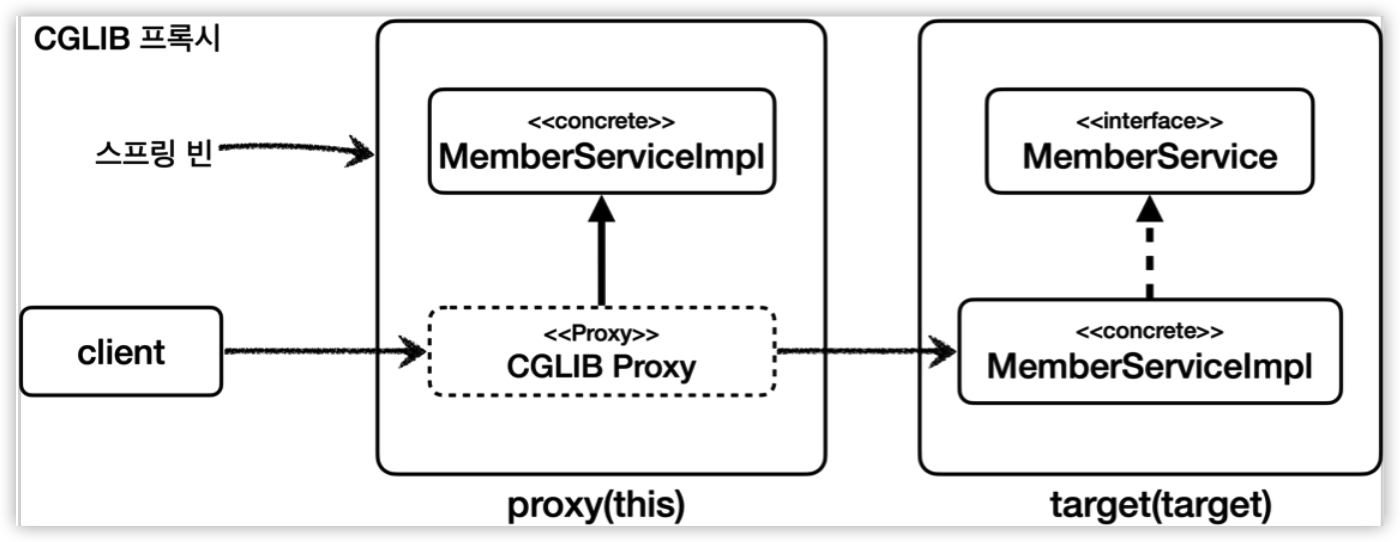 CGLIB 프록시
스프링 빈
client
<<concrete>>
MemberServiceImpl
<<Proxy>>
CGLIB Proxy
proxy(this)
<<interface>>
MemberService
<<concrete>>
MemberServiceImpl
target(target)